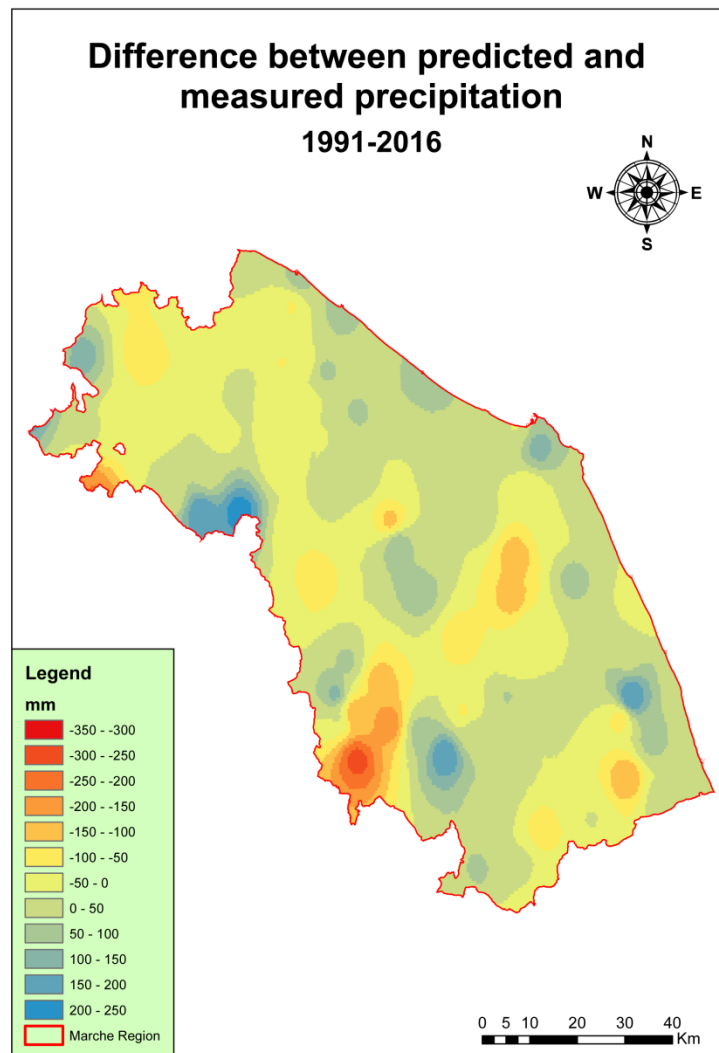 Difference between predicted and
measured precipitation
1991-2016
N
W E
S
Legend
mm
-350 - -300
-300 - -250
-250 - -200
-200 - -150
-150 - -100
-100 - -50
-50 - 0
0 - 50
50 - 100
100 - 150
150 - 200
200 - 250
Marche Region
0 5 10 20 30 40
Km